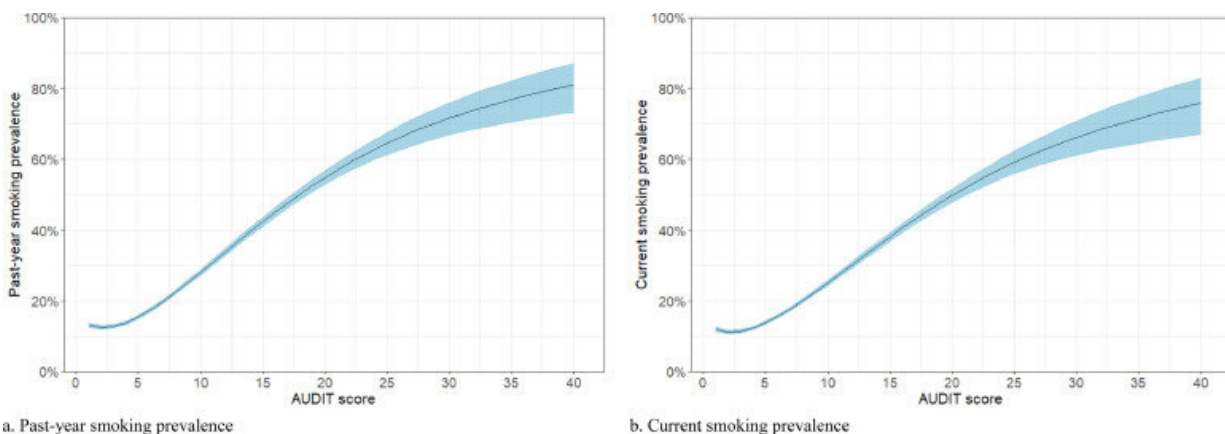 100%
80%
60%
40%
20%
0%
Past-year smoking prevalence
0 5 10 15 20 25 30 35 40
AUDIT score
a. Past-year smoking prevalence
100%
80%
60%
40%
20%
0%
Current smoking prevalence
0 5 10 15 20 25 30 35 40
AUDIT score
b. Current smoking prevalence